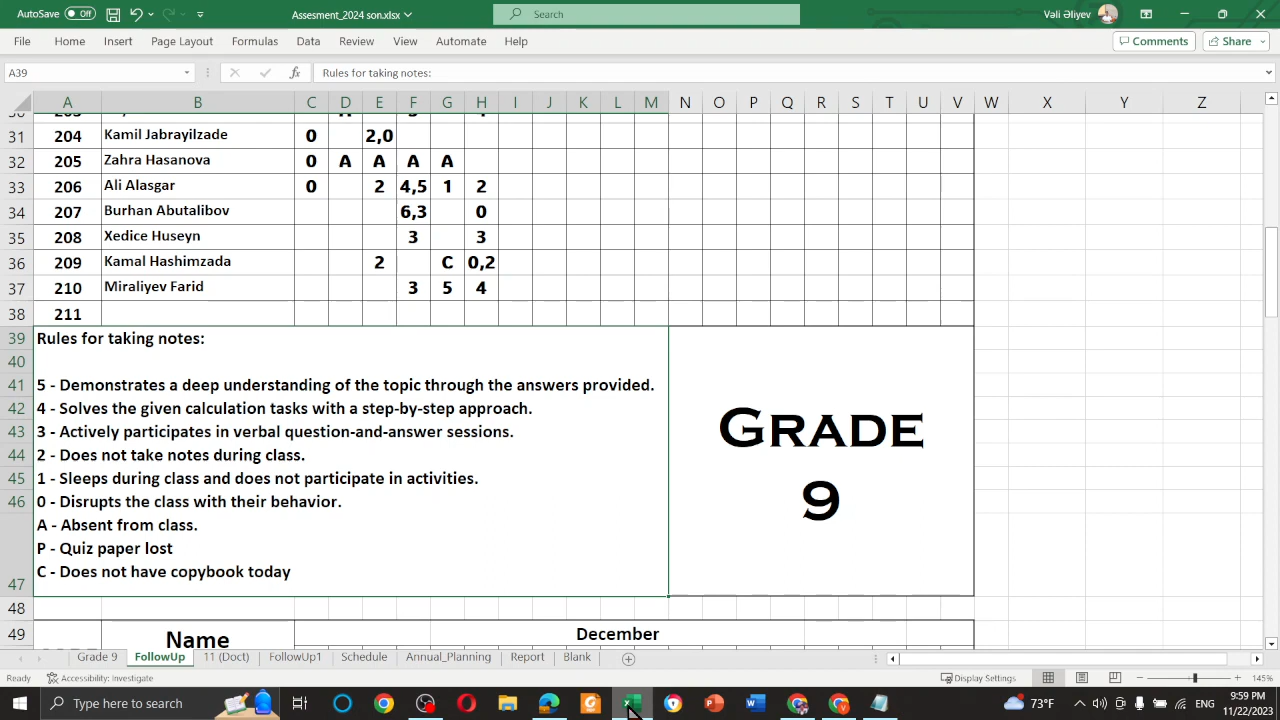 AutoSave Off Assesment_2024 son.xlsx Search Vəli Əliyev
File Home Insert Page Layout Formulas Data Review View Automate Help Comments Share
A39 fx Rules for taking notes:
A B C D E F G H I J K L M N O P Q R S T U V W X Y Z
31 204 Kamil Jabrayilzade 0 2,0
32 205 Zahra Hasanova 0 A A A A
33 206 Ali Alasgar 0 2 4,5 1 2
34 207 Burhan Abutalibov 6,3 0
35 208 Xedice Huseyn 3 3
36 209 Kamal Hashimzada 2 C 0,2
37 210 Miraliyev Farid 3 5 4
38 211
39 Rules for taking notes:
40
41 5 - Demonstrates a deep understanding of the topic through the answers provided.
42 4 - Solves the given calculation tasks with a step-by-step approach.
43 3 - Actively participates in verbal question-and-answer sessions.
44 2 - Does not take notes during class.
45 1 - Sleeps during class and does not participate in activities.
46 0 - Disrupts the class with their behavior.
A - Absent from class.
P - Quiz paper lost
47 C - Does not have copybook today
Grade
9
48
49 Name December
Grade 9 FollowUp 11 (Doct) FollowUp1 Schedule Annual_Planning Report Blank
Ready Accessibility: Investigate Display Settings 145%
Type here to search 73°F ENG 9:59 PM
11/22/2023